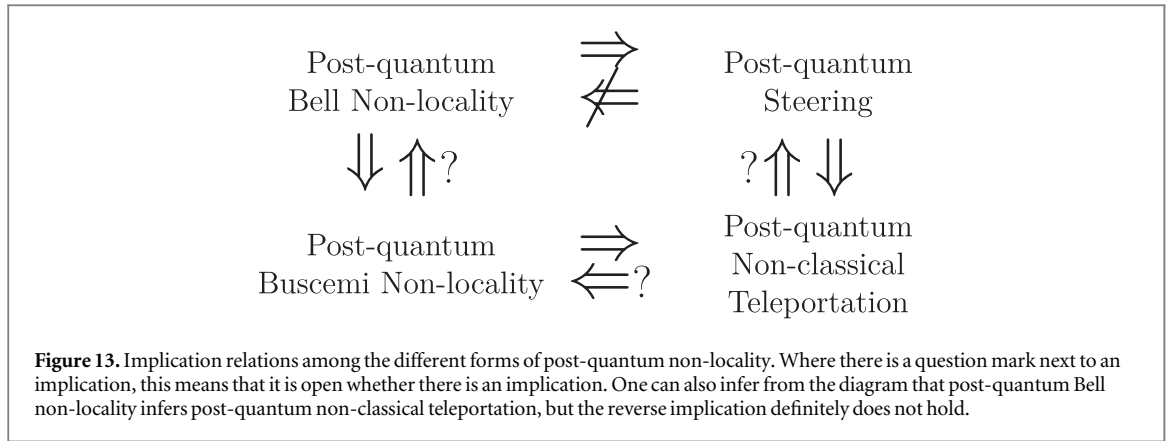 Post-quantum
Bell Non-locality
Post-quantum
Steering
?
?
Post-quantum
Buscemi Non-locality
?
Post-quantum
Non-classical
Teleportation
Figure 13. Implication relations among the different forms of post-quantum non-locality. Where there is a question mark next to an
implication, this means that it is open whether there is an implication. One can also infer from the diagram that post-quantum Bell
non-locality infers post-quantum non-classical teleportation, but the reverse implication definitely does not hold.